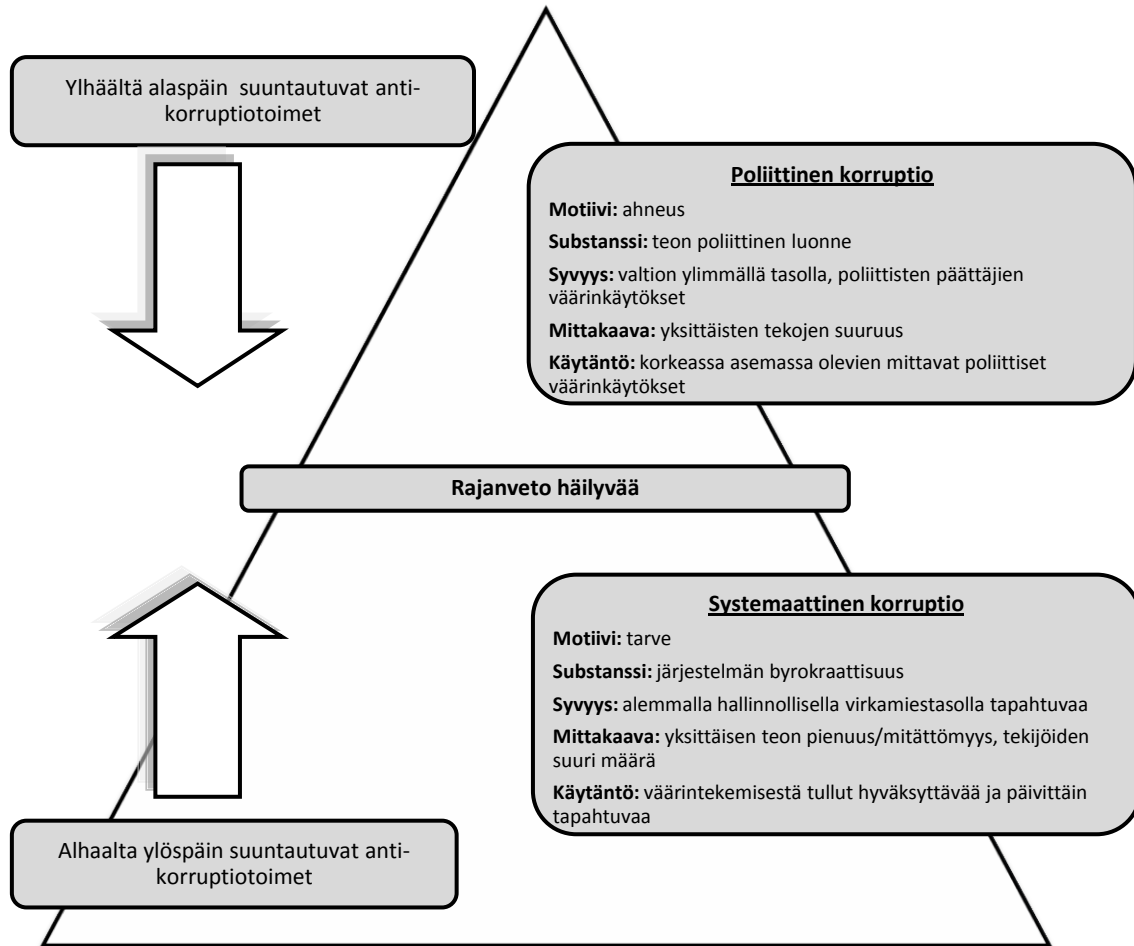 Ylhäältä alaspäin suuntautuvat anti-
korruptiotoimet
Poliittinen korruptio
Motiivi: ahneus
Substanssi: teon poliittinen luonne
Syvyys: valtion ylimmällä tasolla, poliittisten päättäjien
väärinkäytökset
Mittakaava: yksittäisten tekojen suuruus
Käytäntö: korkeassa asemassa olevien mittavat poliittiset
väärinkäytökset
Rajanveto häilyvää
Systemaattinen korruptio
Motiivi: tarve
Substanssi: järjestelmän byrokraattisuus
Syvyys: alemmalla hallinnollisella virkamiestasolla tapahtuvaa
Mittakaava: yksittäisen teon pienuus/mitättömyys, tekijöiden
suuri määrä
Käytäntö: väärintekemisestä tullut hyväksyttävää ja päivittäin
tapahtuvaa
Alhaalta ylöspäin suuntautuvat anti-
korruptiotoimet